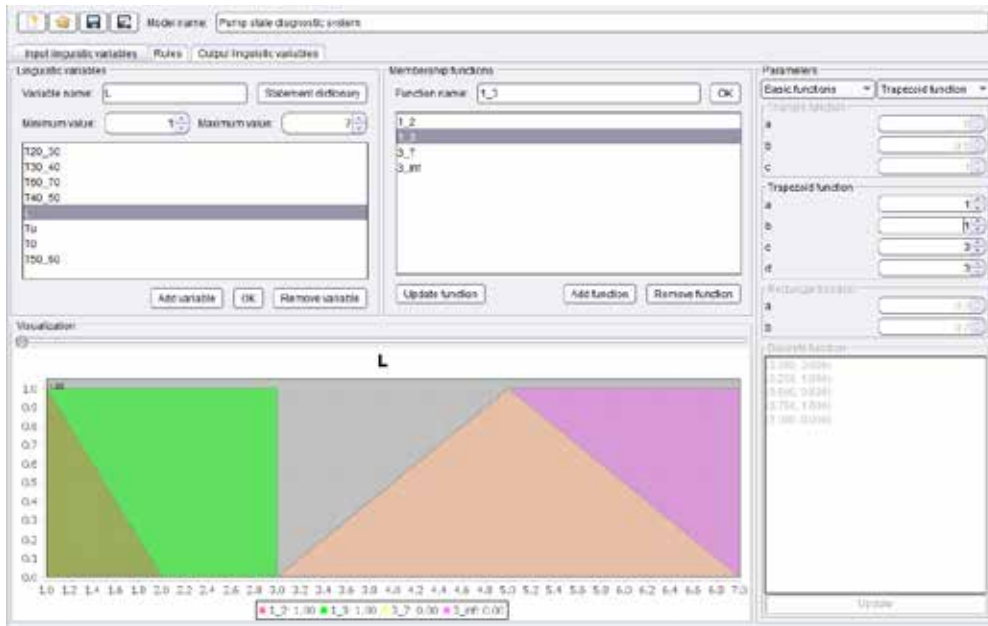 Model name: Pump state diagnostic system
Input linguistic variables Rules Output linguistic variables
Linguistic variables
Variable name: L Statement dictionary
Minimum value: 1 Maximum value: 7
T20_30
T30_40
T60_70
T40_50
L
Tu
T0
T50_60
Add variable OK Remove variable
Membership functions
Function name: 1_3 OK
1_2
1_3
3_7
3_inf
Update function Add function Remove function
Parameters
Basic functions Trapezoid function
Triangle function
a
b
c
Trapezoid function
a 1
b 1
c 3
d 3
Rectangle function
a
b
Discrete function
Update
Visualization
L
1.0
0.9
0.8
0.7
0.6
0.5
0.4
0.3
0.2
0.1
0.0
1.0 1.2 1.4 1.6 1.8 2.0 2.2 2.4 2.6 2.8 3.0 3.2 3.4 3.6 3.8 4.0 4.2 4.4 4.6 4.8 5.0 5.2 5.4 5.6 5.8 6.0 6.2 6.4 6.6 6.8 7.0
1_2: 1.00 1_3: 1.00 3_7: 0.00 3_inf: 0.00